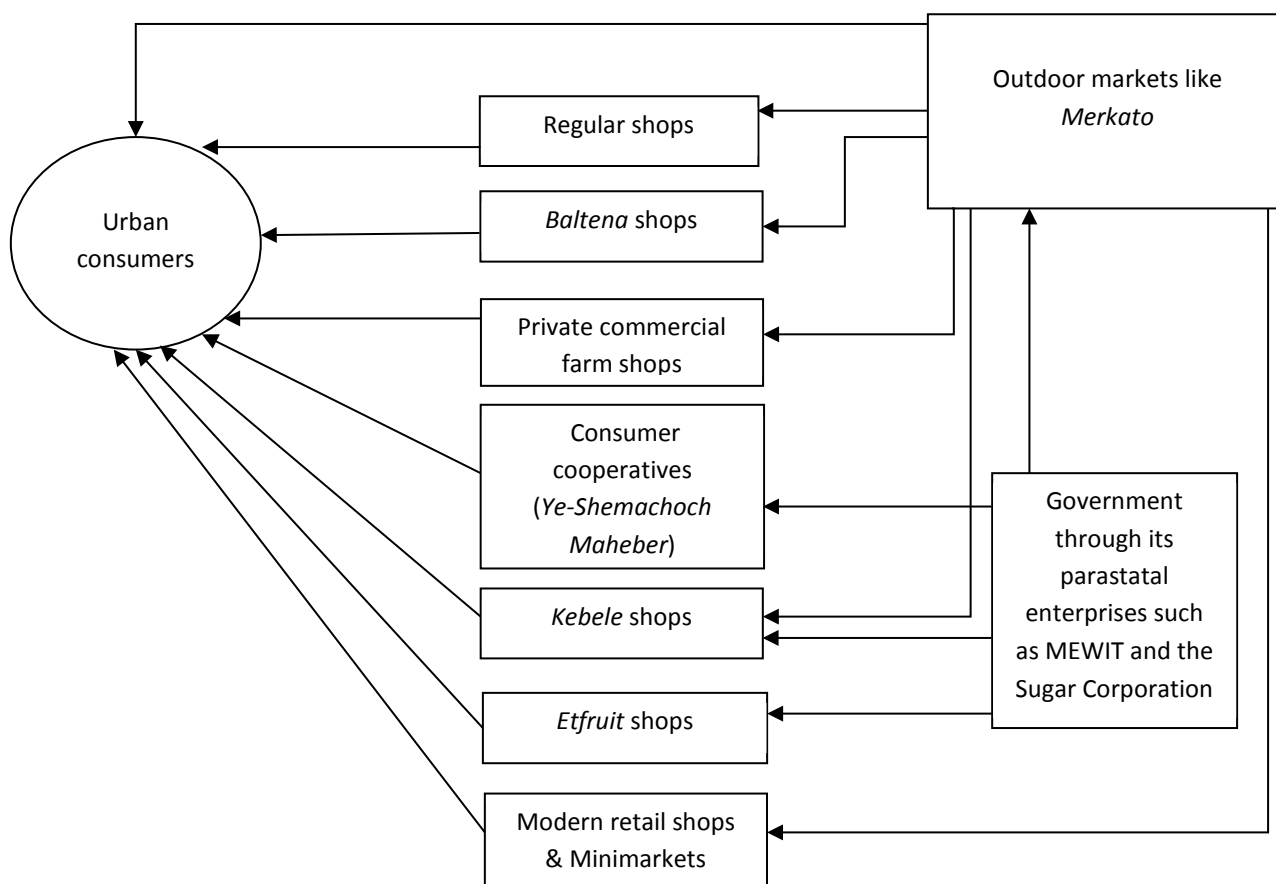 Outdoor markets like
Merkato
Regular shops
Urban
consumers
Baltena shops
Private commercial
farm shops
Consumer
cooperatives
(Ye-Shemachoch
Maheber)
Government
through its
parastatal
enterprises such
as MEWIT and the
Sugar Corporation
Kebele shops
Etfruit shops
Modern retail shops
& Minimarkets